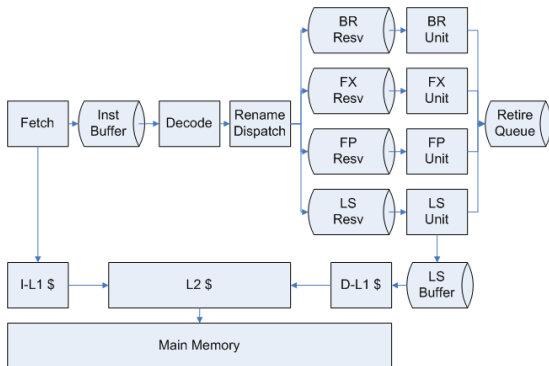 BR
Resv
BR
Unit
FX
Resv
FX
Unit
Fetch
Inst
Buffer
Decode
Rename
Dispatch
Retire
Queue
FP
Resv
FP
Unit
LS
Resv
LS
Unit
I-L1 $
L2 $
D-L1 $
LS
Buffer
Main Memory